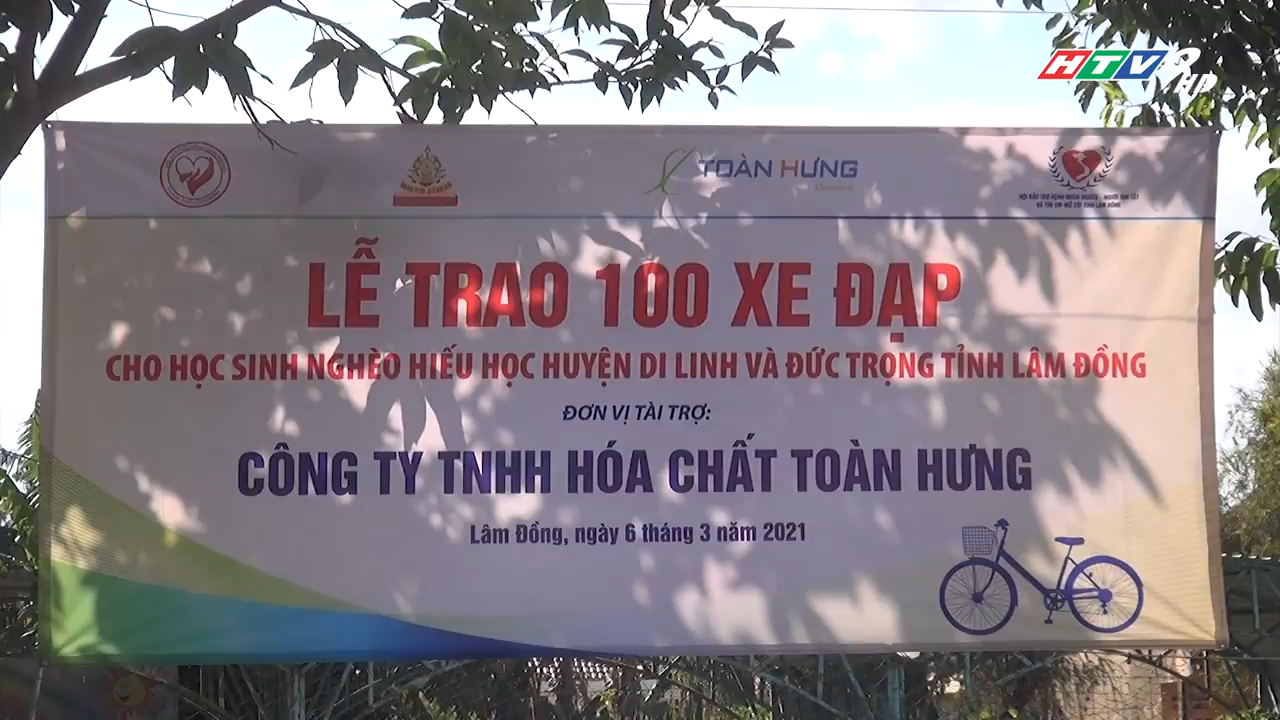 HTV9 HD
TOÀN HƯNG
LỄ TRAO 100 XE ĐẠP
CHO HỌC SINH NGHÈO HIẾU HỌC HUYỆN DI LINH VÀ ĐỨC TRỌNG TỈNH LÂM ĐỒNG
ĐƠN VỊ TÀI TRỢ:
CÔNG TY TNHH HÓA CHẤT TOÀN HƯNG
Lâm Đồng, ngày 6 tháng 3 năm 2021